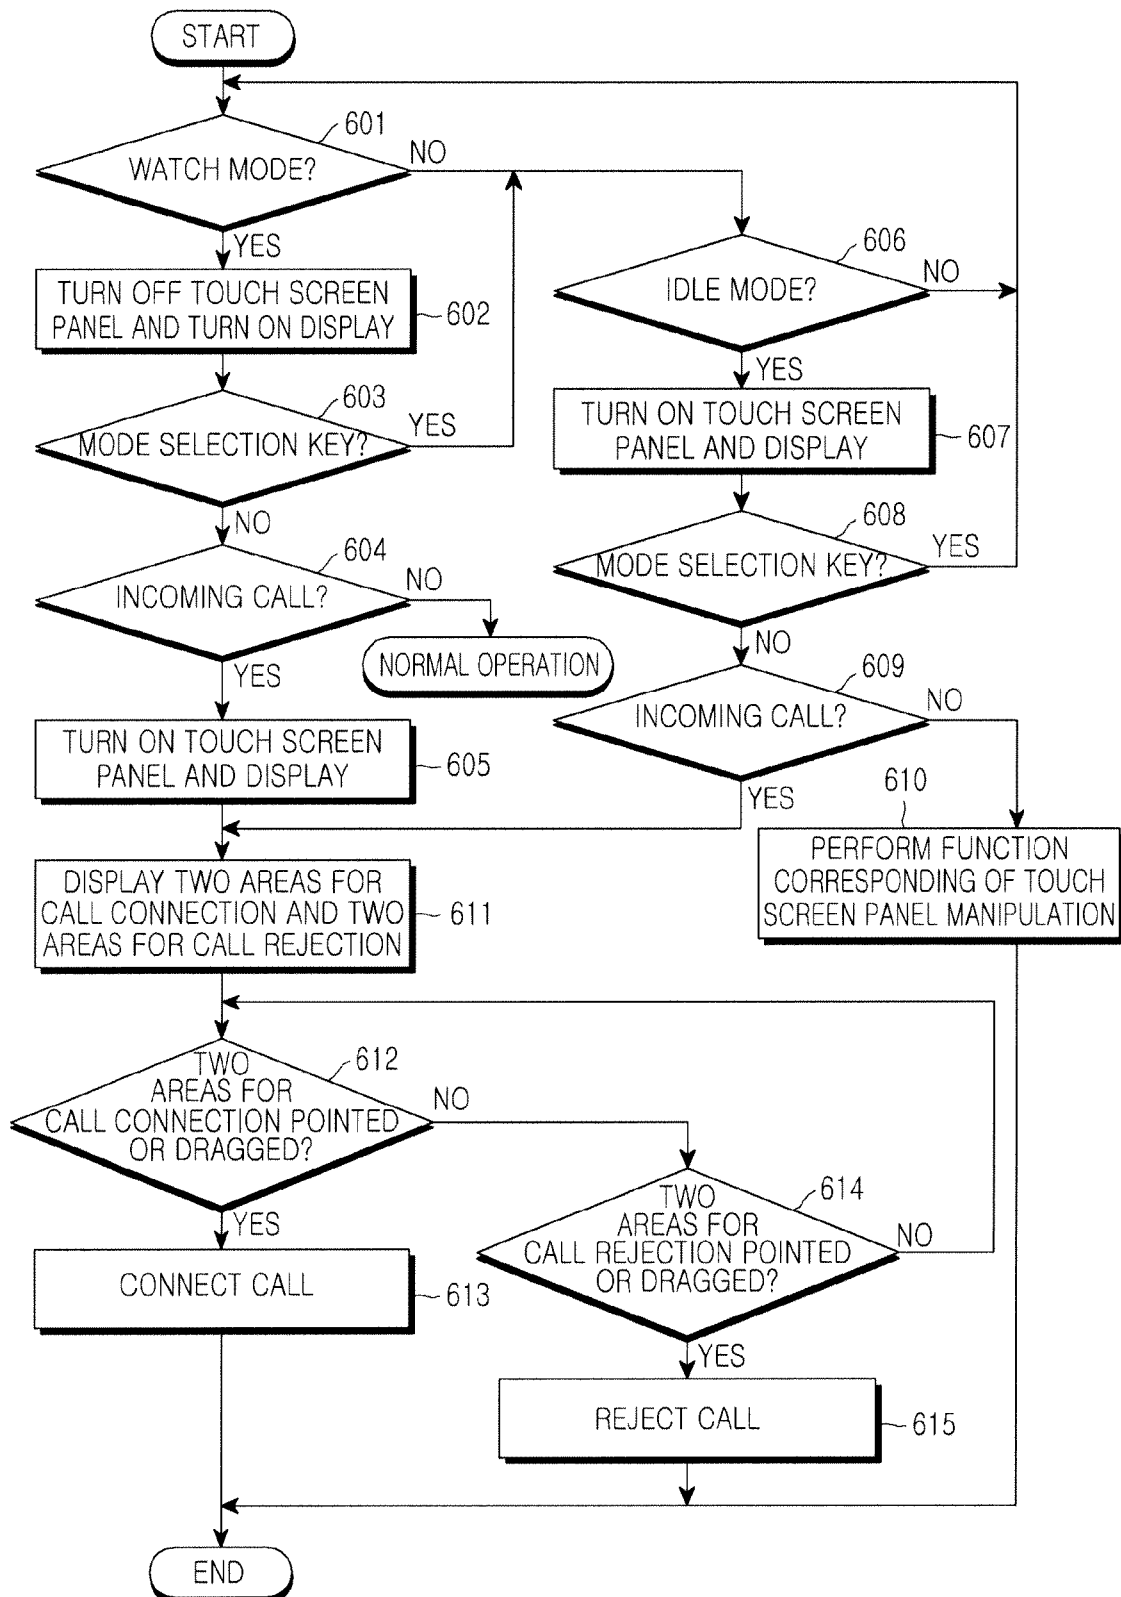 START
601
WATCH MODE?
NO
YES
TURN OFF TOUCH SCREEN
PANEL AND TURN ON DISPLAY
602
603
MODE SELECTION KEY?
YES
NO
604
INCOMING CALL?
NO
NORMAL OPERATION
YES
TURN ON TOUCH SCREEN
PANEL AND DISPLAY
605
606
IDLE MODE?
NO
YES
TURN ON TOUCH SCREEN
PANEL AND DISPLAY
607
608
MODE SELECTION KEY?
YES
NO
609
INCOMING CALL?
NO
YES
610
PERFORM FUNCTION
CORRESPONDING OF TOUCH
SCREEN PANEL MANIPULATION
DISPLAY TWO AREAS FOR
CALL CONNECTION AND TWO
AREAS FOR CALL REJECTION
611
612
TWO
AREAS FOR
CALL CONNECTION POINTED
OR DRAGGED?
NO
YES
CONNECT CALL
613
614
TWO
AREAS FOR
CALL REJECTION POINTED
OR DRAGGED?
NO
YES
REJECT CALL
615
END